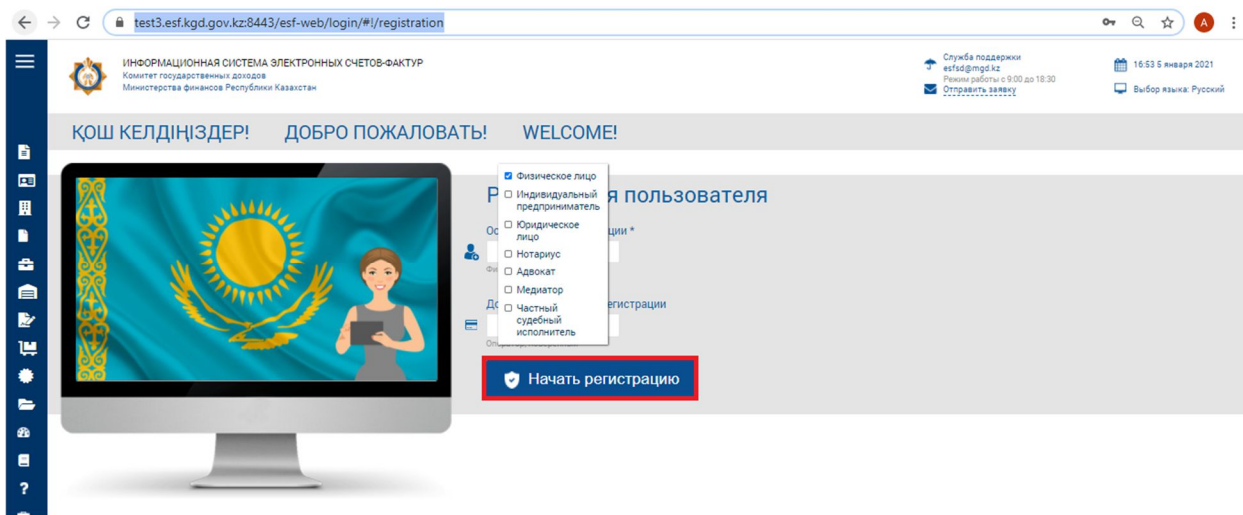 test3.esf.kgd.gov.kz:8443/esf-web/login/#!/registration
A
ИНФОРМАЦИОННАЯ СИСТЕМА ЭЛЕКТРОННЫХ СЧЕТОВ-ФАКТУР
Комитет государственных доходов
Министерства финансов Республики Казахстан
Служба поддержки
esfsd@mgd.kz
Режим работы с 9:00 до 18:30
Отправить заявку
16:53 5 января 2021
Выбор языка: Русский
ҚОШ КЕЛДІҢІЗДЕР! ДОБРО ПОЖАЛОВАТЬ! WELCOME!
Р я пользователя
Физическое лицо
Индивидуальный
предприниматель
Юридическое
лицо
Нотариус
Адвокат
Медиатор
Частный
судебный
исполнитель
Ос ции *
До егистрации
Начать регистрацию
?